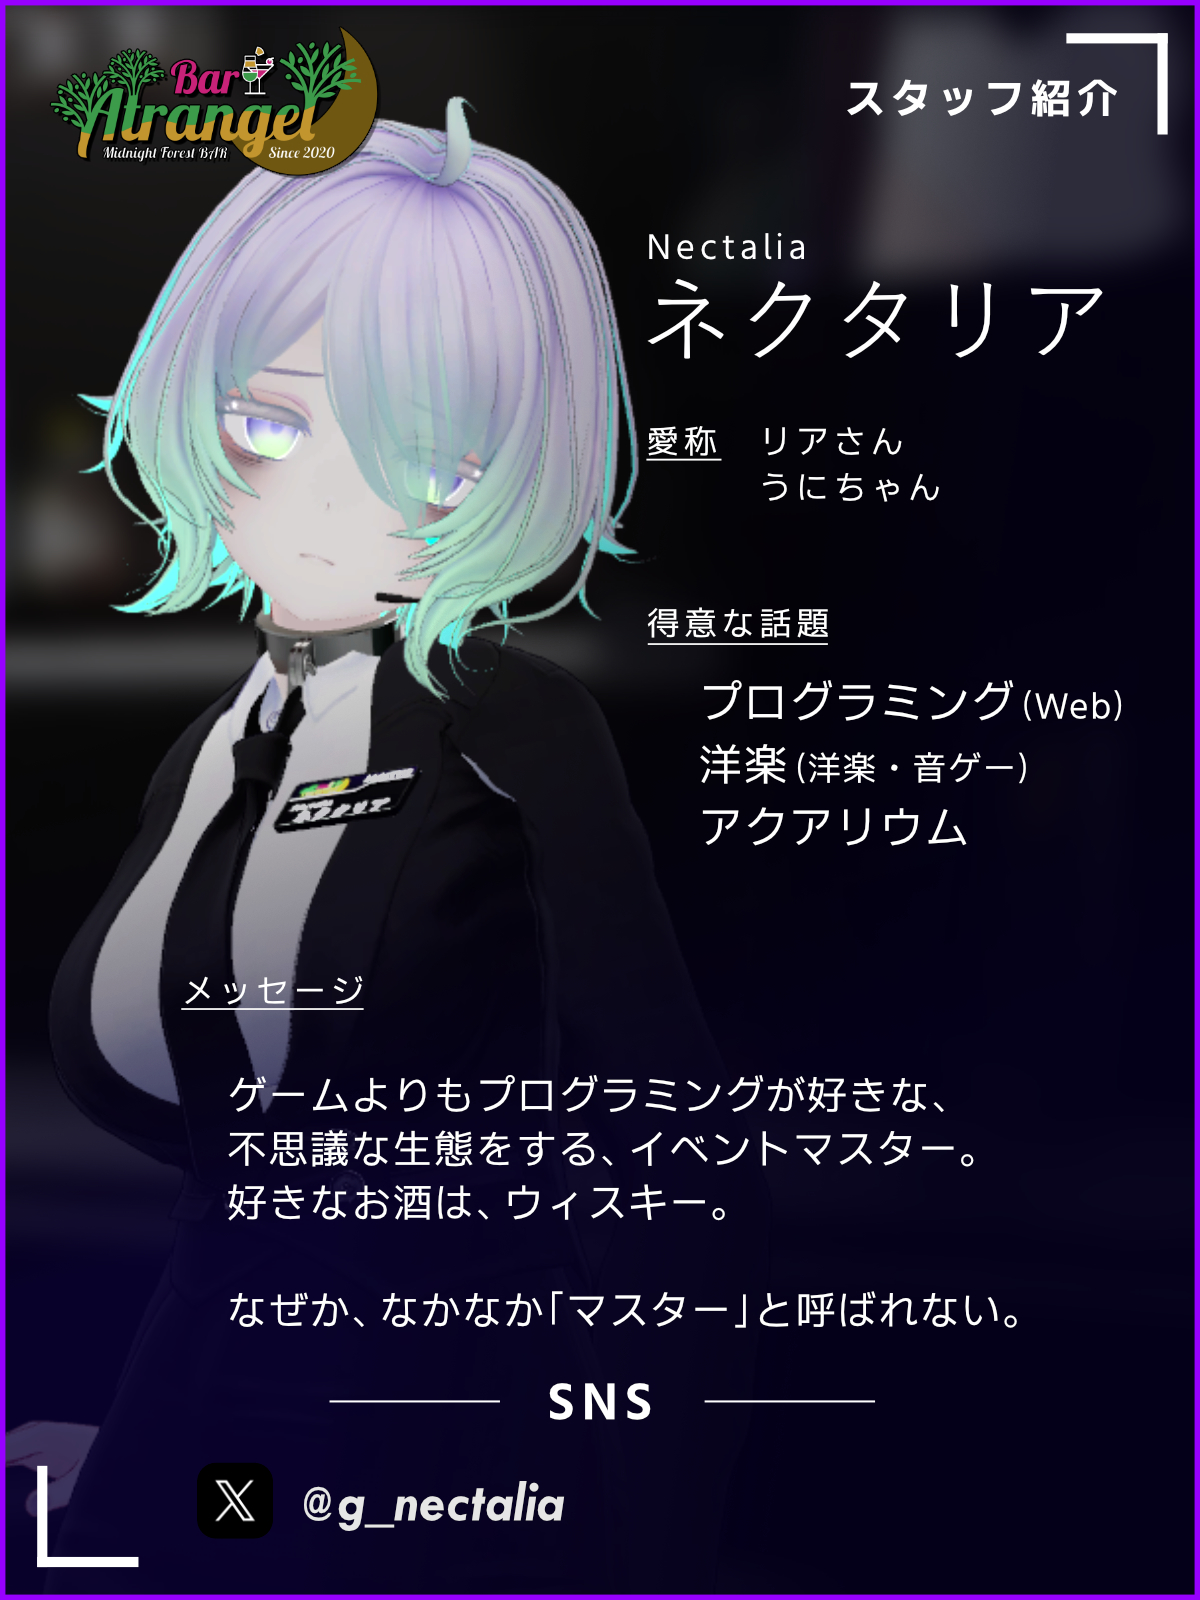 Bar
Atrangel
Midnight Forest BAR Since 2020
スタッフ紹介
Nectalia
ネクタリア
愛称 リアさん
うにちゃん
得意な話題
プログラミング(Web)
洋楽(洋楽・音ゲー)
アクアリウム
メッセージ
ゲームよりもプログラミングが好きな、
不思議な生態をする、イベントマスター。
好きなお酒は、ウィスキー。
なぜか、なかなか「マスター」と呼ばれない。
SNS
@g_nectalia